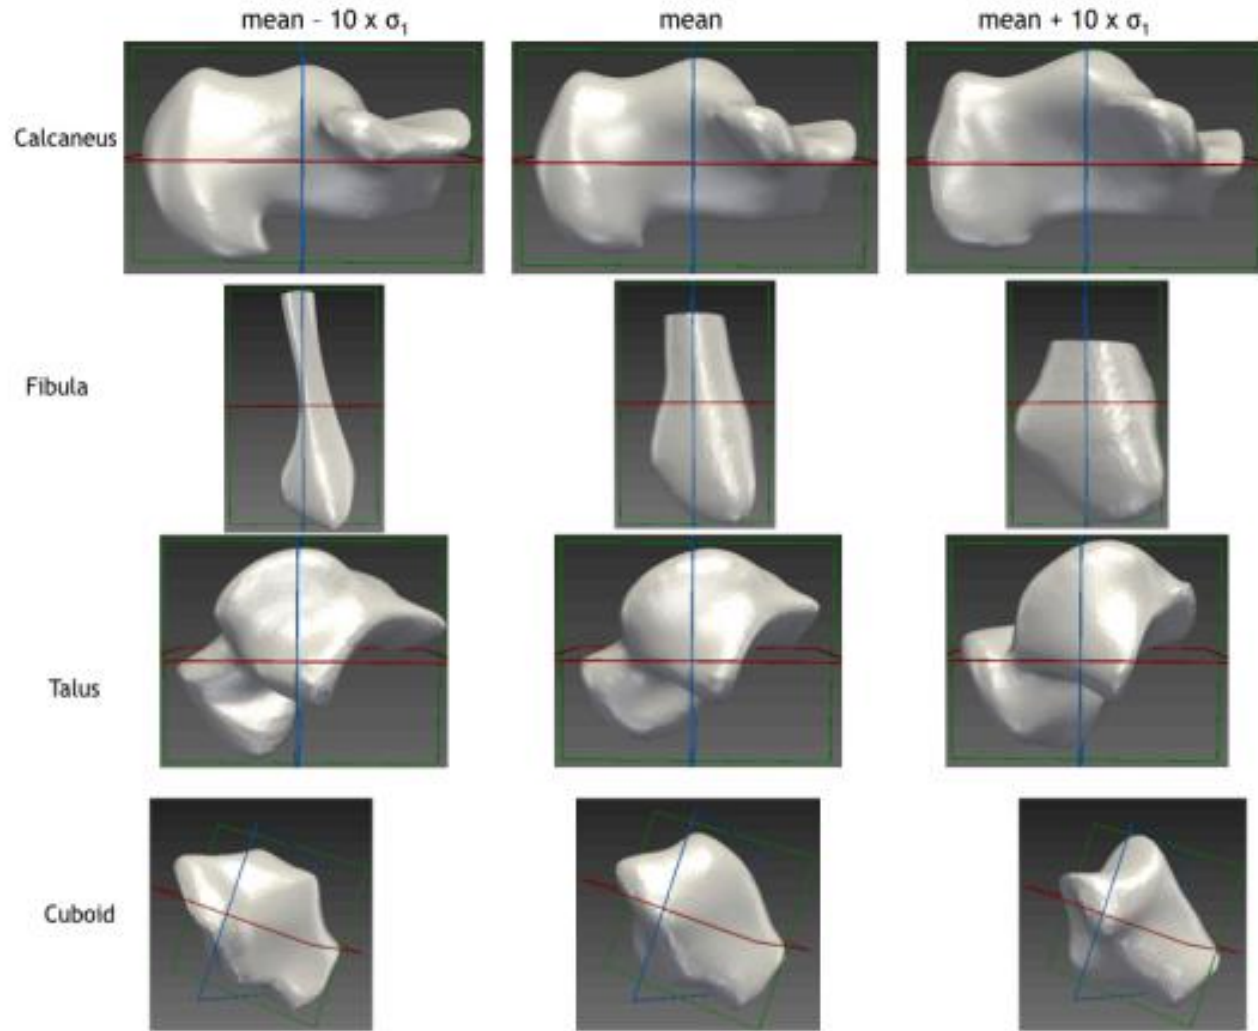 mean - 10 x σ₁ mean mean + 10 x σ₁
Calcaneus
Fibula
Talus
Cuboid